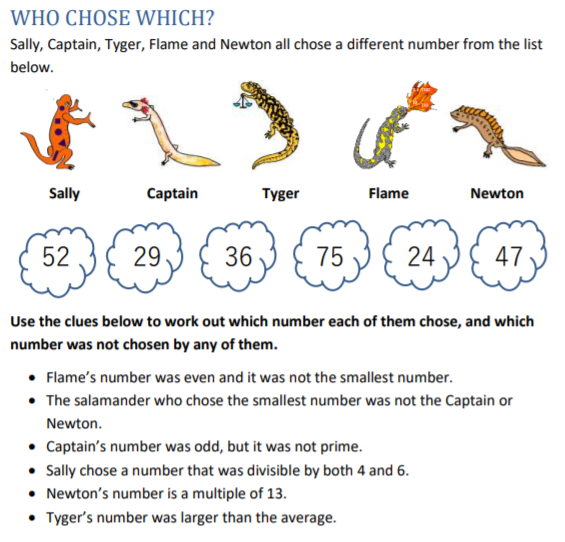 WHO CHOSE WHICH?
Sally, Captain, Tyger, Flame and Newton all chose a different number from the list
below.
Sally Captain Tyger Flame Newton
52 29 36 75 24 47
Use the clues below to work out which number each of them chose, and which
number was not chosen by any of them.
• Flame’s number was even and it was not the smallest number.
• The salamander who chose the smallest number was not the Captain or
Newton.
• Captain’s number was odd, but it was not prime.
• Sally chose a number that was divisible by both 4 and 6.
• Newton’s number is a multiple of 13.
• Tyger’s number was larger than the average.